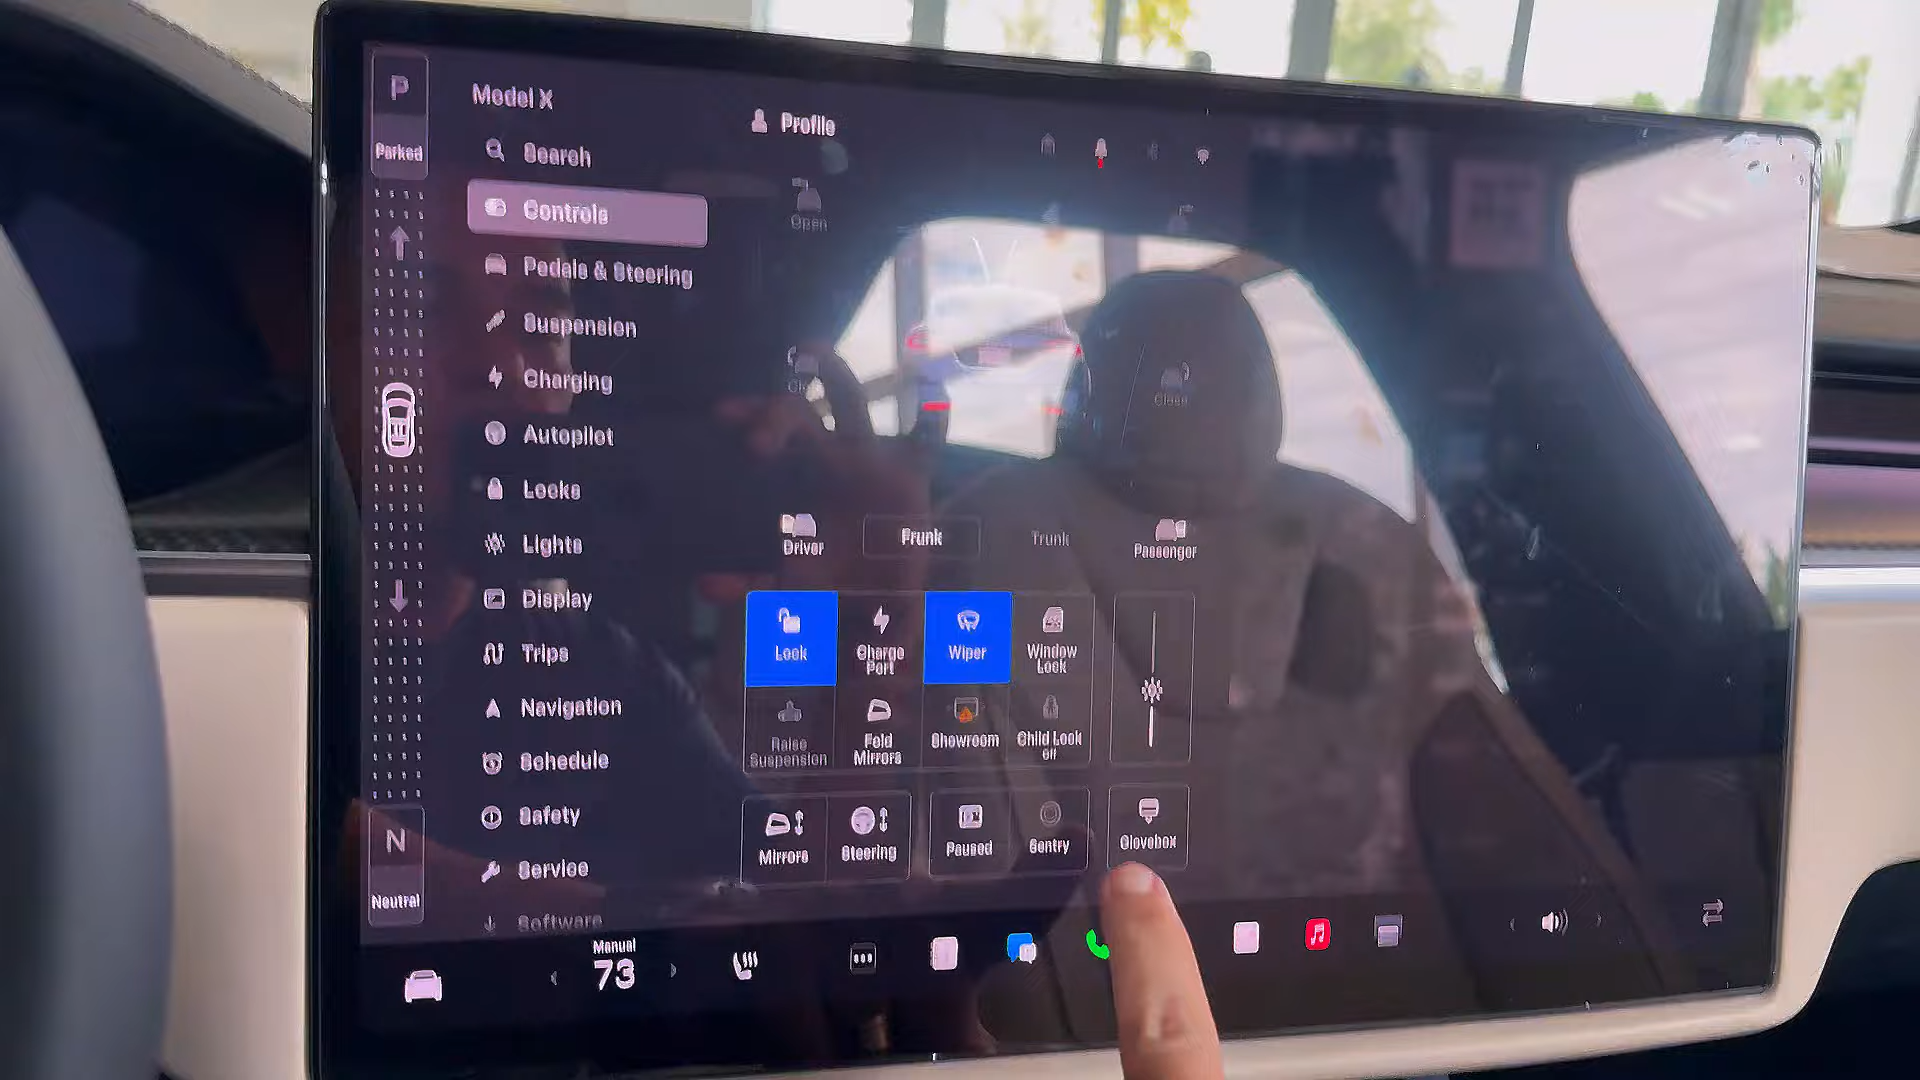 P
Parked
Model X
Search
Controls
Pedals & Steering
Suspension
Charging
Autopilot
Locks
Lights
Display
Trips
Navigation
Schedule
Safety
Service
Software
N
Neutral
Profile
Open
Close
Driver
Frunk
Trunk
Passenger
Lock
Charge
Port
Wiper
Window
Lock
Raise
Suspension
Fold
Mirrors
Showroom
Child Lock
Off
Mirrors
Steering
Paused
Sentry
Glovebox
Manual
73